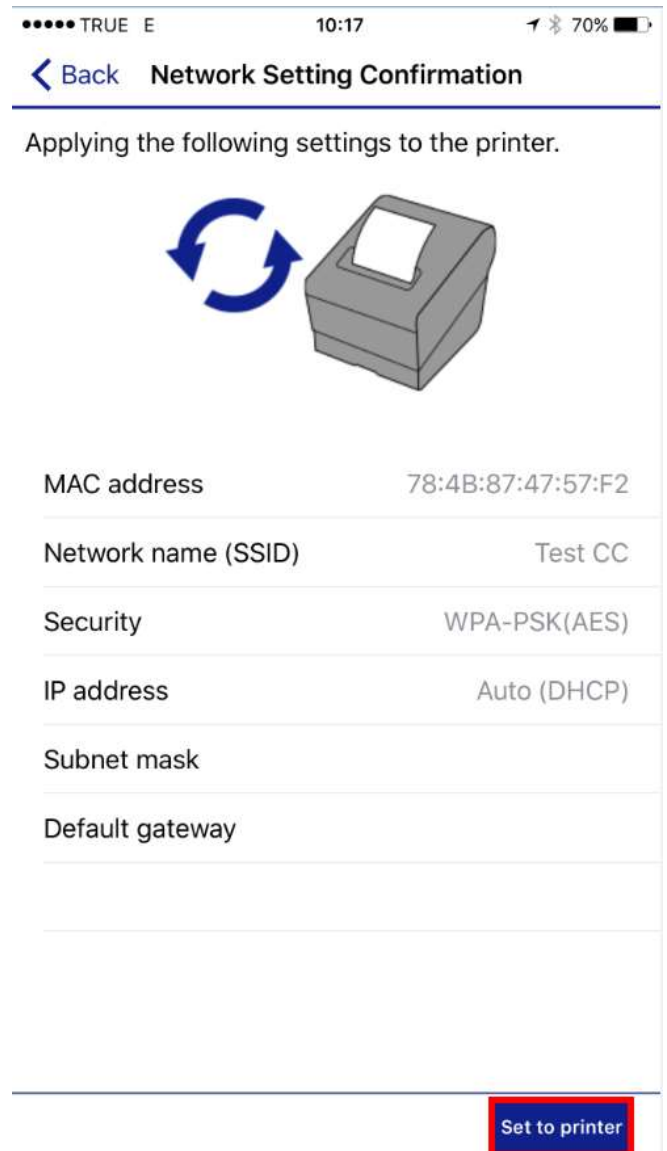 TRUE E 10:17 70%
Back Network Setting Confirmation
Applying the following settings to the printer.
MAC address 78:4B:87:47:57:F2
Network name (SSID) Test CC
Security WPA-PSK(AES)
IP address Auto (DHCP)
Subnet mask
Default gateway
Set to printer